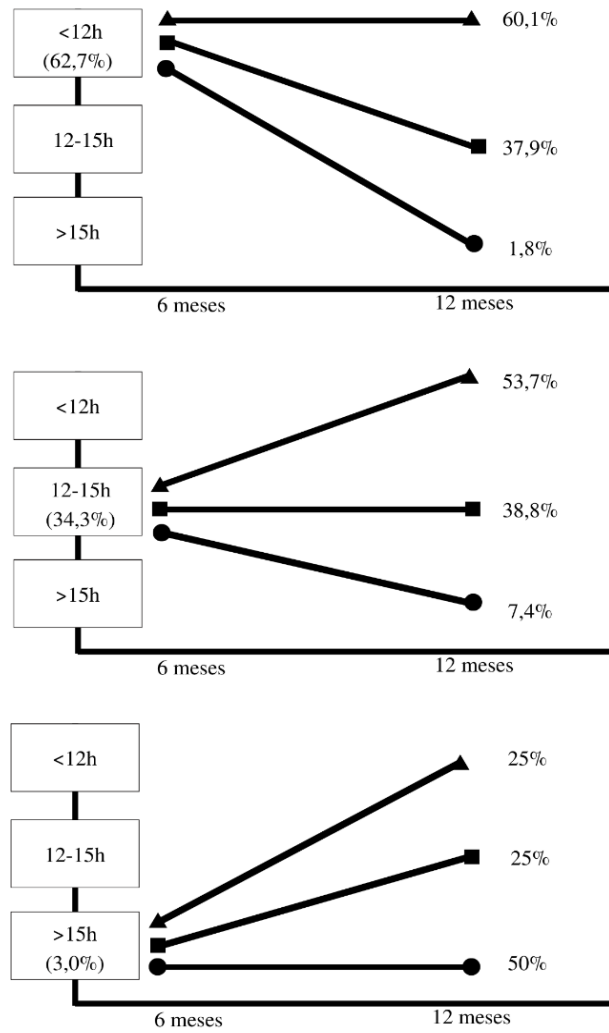 <12h
(62,7%)
12-15h
>15h
60,1%
37,9%
1,8%
6 meses
12 meses
<12h
12-15h
(34,3%)
>15h
53,7%
38,8%
7,4%
6 meses
12 meses
<12h
12-15h
>15h
(3,0%)
25%
25%
50%
6 meses
12 meses